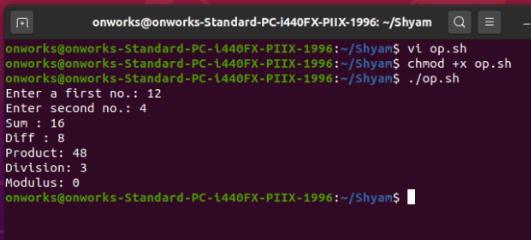 onworks@onworks-Standard-PC-i440FX-PIIX-1996: ~/Shyam
onworks@onworks-Standard-PC-i440FX-PIIX-1996:~/Shyam$ vi op.sh
onworks@onworks-Standard-PC-i440FX-PIIX-1996:~/Shyam$ chmod +x op.sh
onworks@onworks-Standard-PC-i440FX-PIIX-1996:~/Shyam$ ./op.sh
Enter a first no.: 12
Enter second no.: 4
Sum : 16
Diff : 8
Product: 48
Division: 3
Modulus: 0
onworks@onworks-Standard-PC-i440FX-PIIX-1996:~/Shyam$